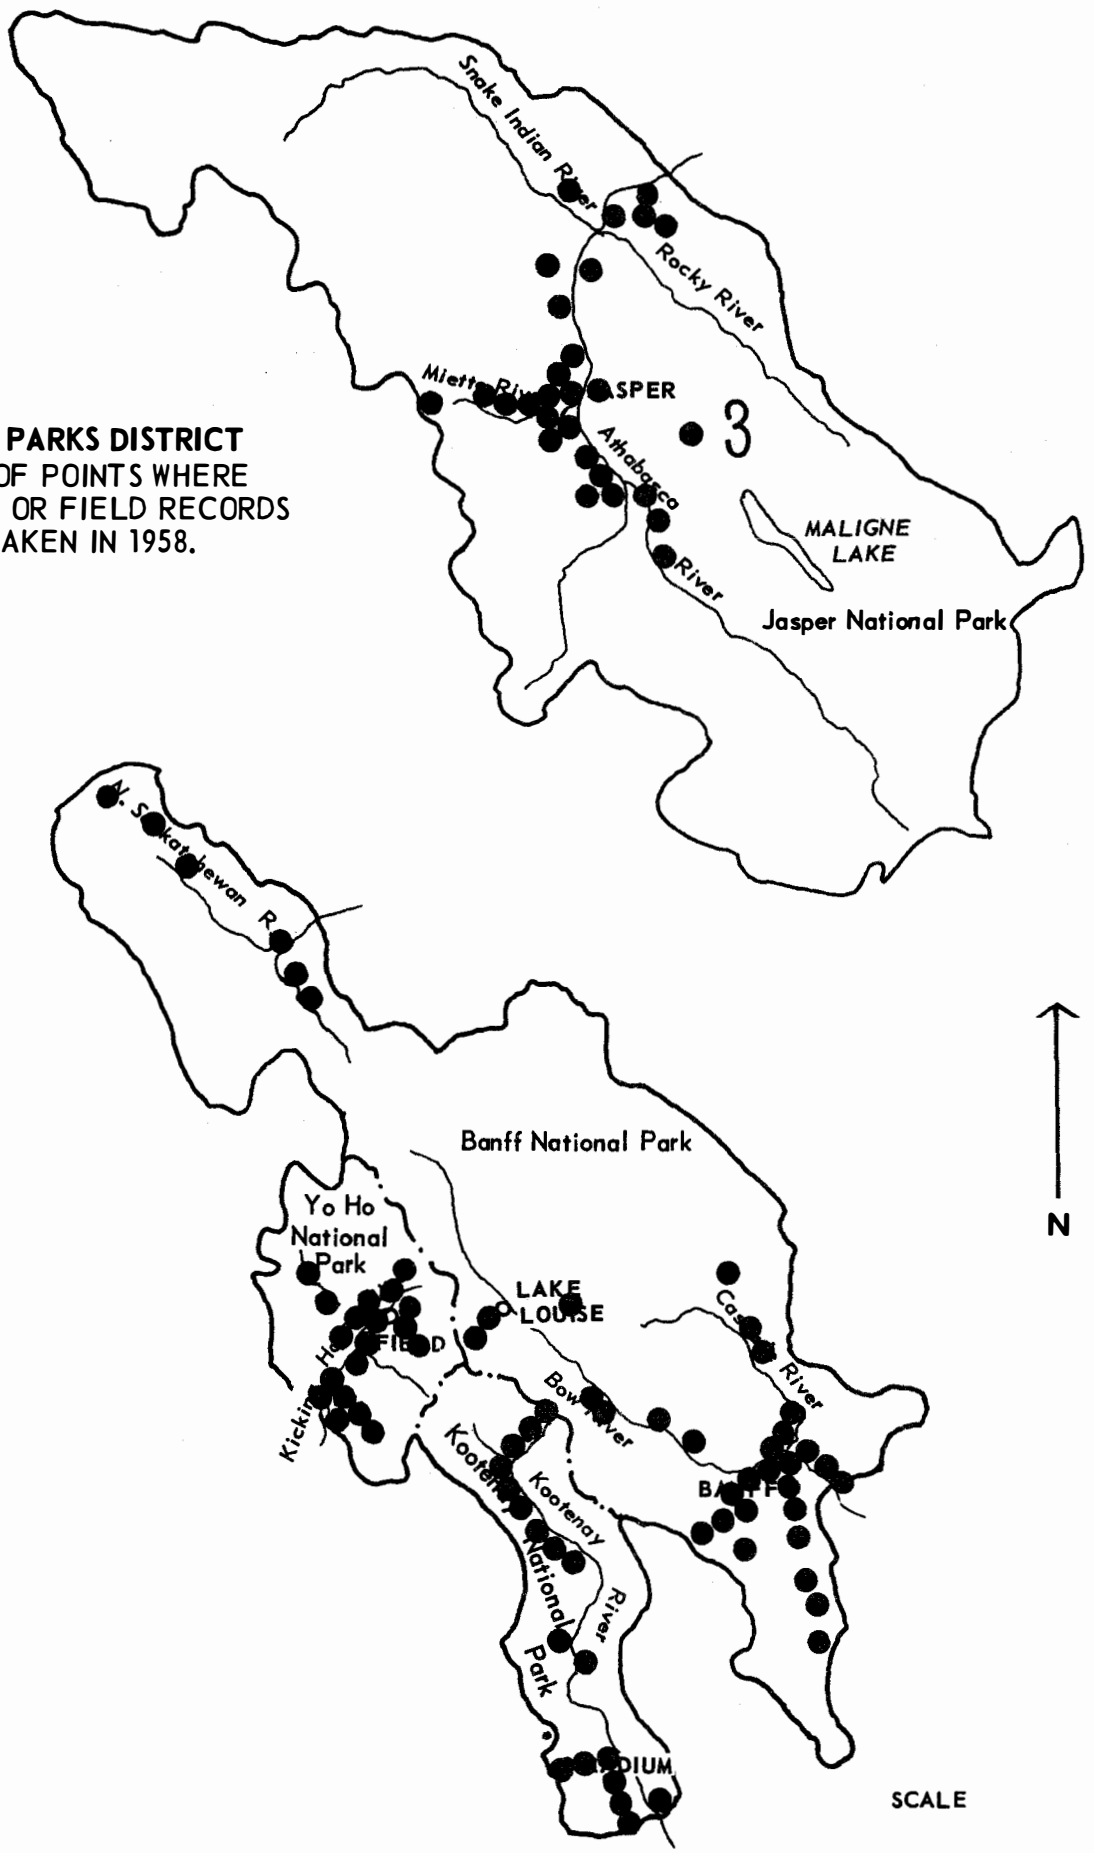 Snake Indian River
Rocky River
Miette River
JASPER
3
PARKS DISTRICT
OF POINTS WHERE
OR FIELD RECORDS
AKEN IN 1958.
Athabasca
River
MALIGNE
LAKE
Jasper National Park
N. Saskatchewan R.
Banff National Park
Yo Ho
National
Park
N
LAKE
LOUISE
FIELD
Bow River
River
Kootenay
National
Park
Kootenay
River
BANFF
RADIUM
SCALE